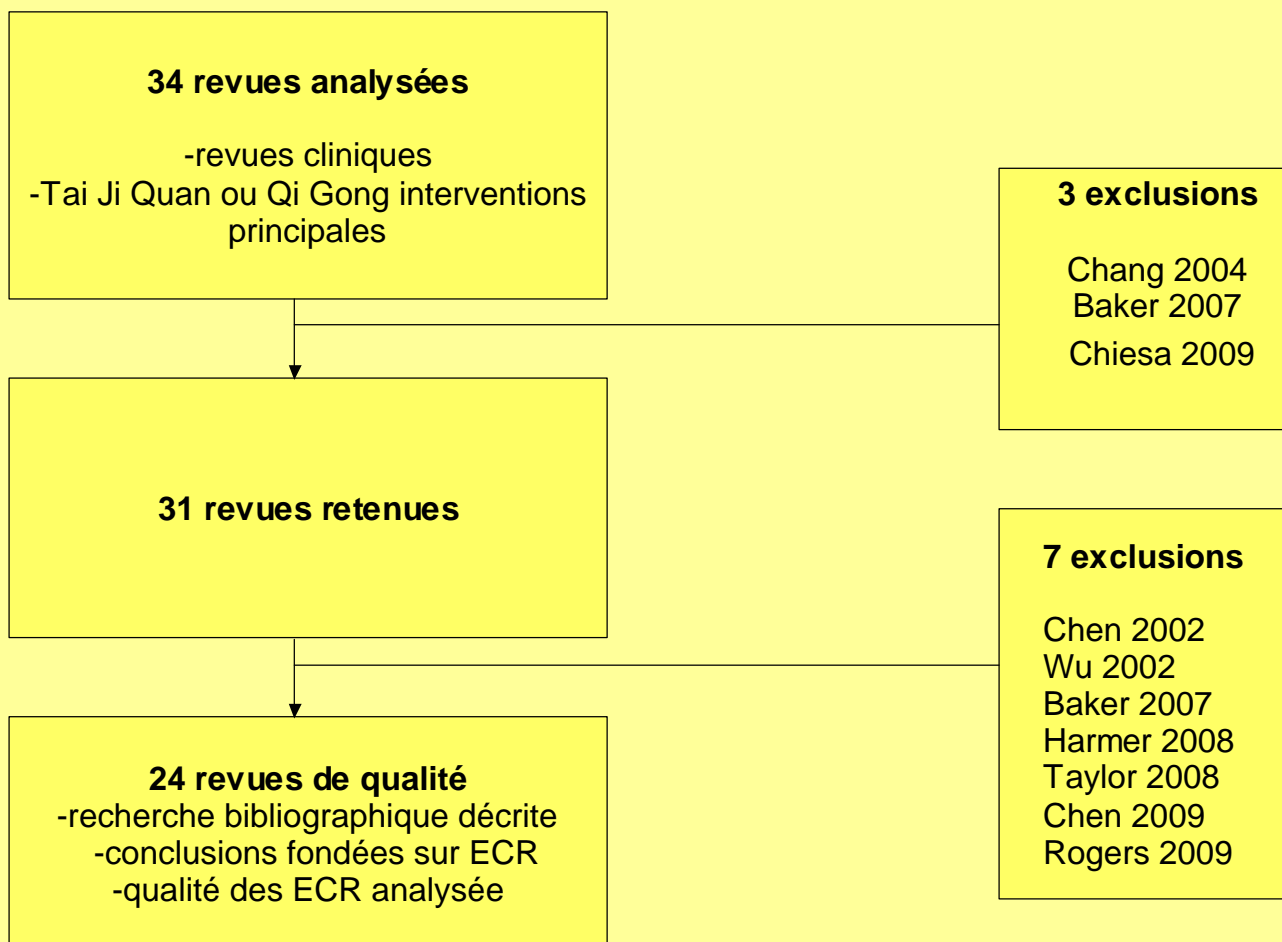 34 revues analysées
-revues cliniques
-Tai Ji Quan ou Qi Gong interventions
principales
3 exclusions
Chang 2004
Baker 2007
Chiesa 2009
31 revues retenues
7 exclusions
Chen 2002
Wu 2002
Baker 2007
Harmer 2008
Taylor 2008
Chen 2009
Rogers 2009
24 revues de qualité
-recherche bibliographique décrite
-conclusions fondées sur ECR
-qualité des ECR analysée